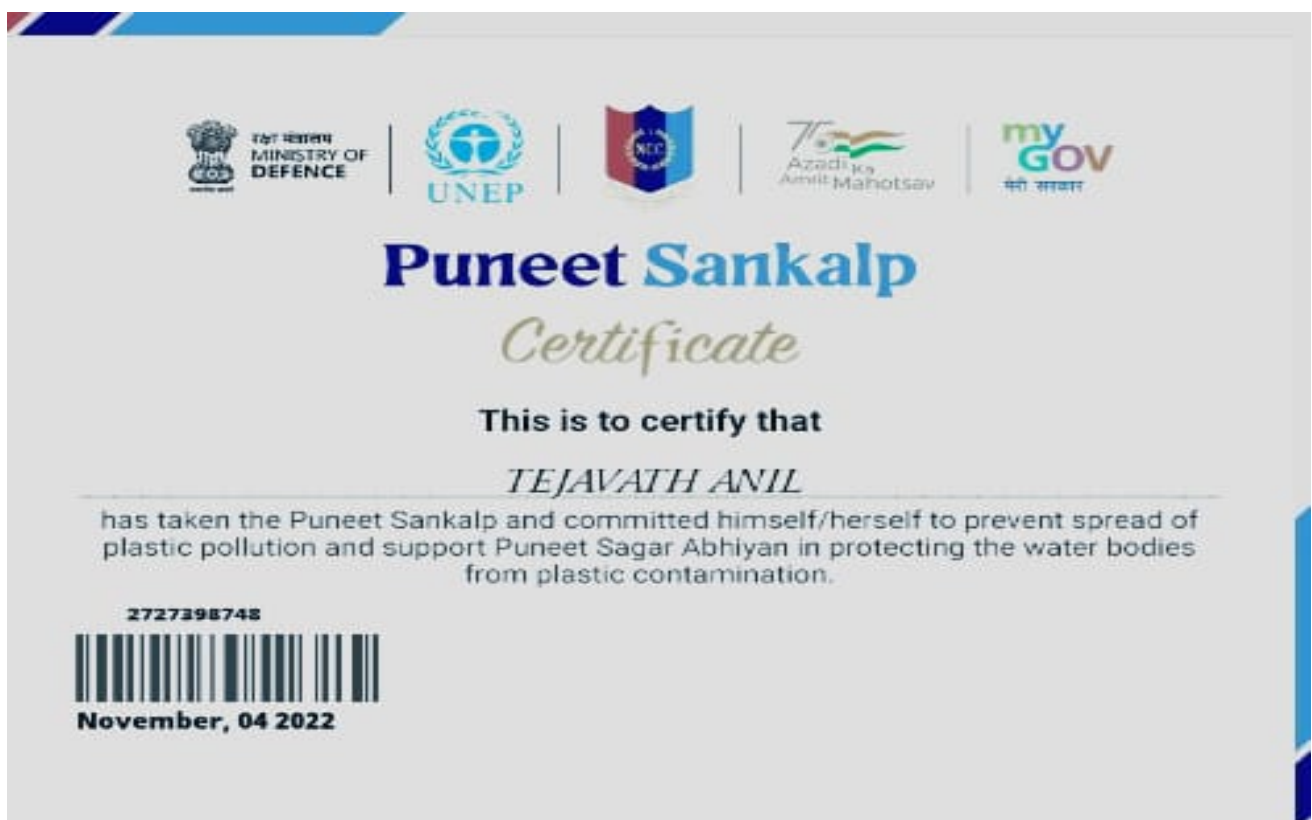 रक्षा मंत्रालय
MINISTRY OF
DEFENCE
UNEP
NCC
75
Azadi Ka
Amrit Mahotsav
my
GOV
मेरी सरकार
Puneet Sankalp
Certificate
This is to certify that
TEJAVATH ANIL
has taken the Puneet Sankalp and committed himself/herself to prevent spread of
plastic pollution and support Puneet Sagar Abhiyan in protecting the water bodies
from plastic contamination.
2727398748
November, 04 2022